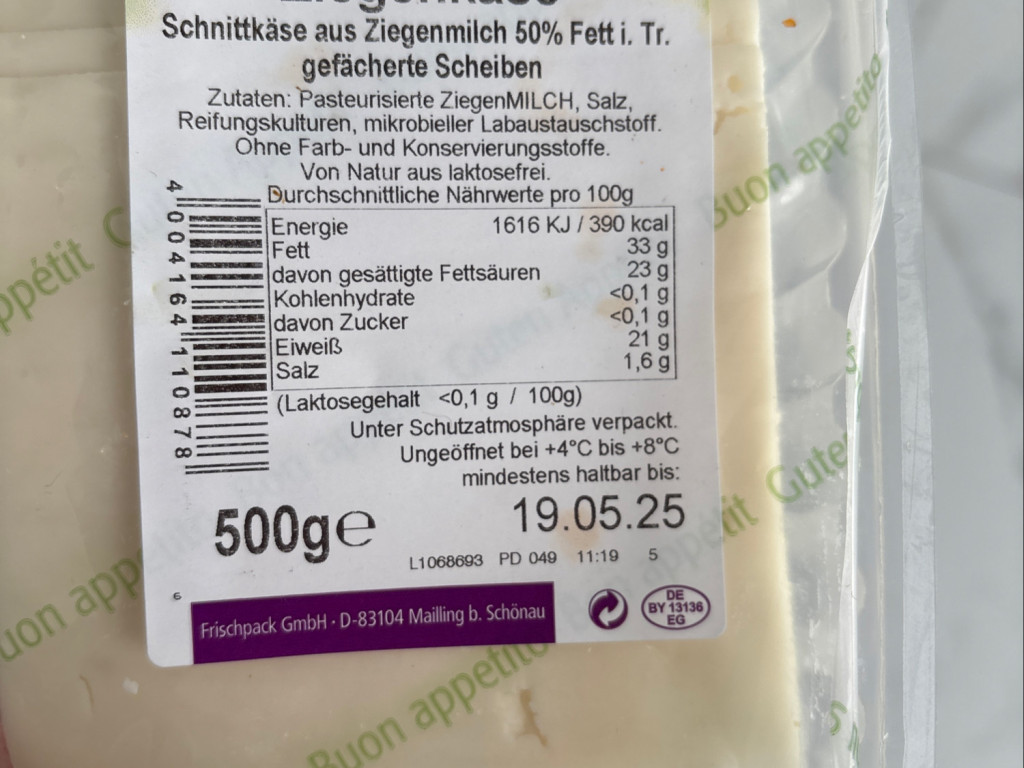 Schnittkäse aus Ziegenmilch 50% Fett i. Tr.
gefächerte Scheiben
Zutaten: Pasteurisierte ZiegenMILCH, Salz,
Reifungskulturen, mikrobieller Labaustauschstoff.
Ohne Farb- und Konservierungsstoffe.
Von Natur aus laktosefrei.
Durchschnittliche Nährwerte pro 100g
Energie 1616 KJ / 390 kcal
Fett 33 g
davon gesättigte Fettsäuren 23 g
Kohlenhydrate <0,1 g
davon Zucker <0,1 g
Eiweiß 21 g
Salz 1,6 g
(Laktosegehalt <0,1 g / 100g)
Unter Schutzatmosphäre verpackt.
Ungeöffnet bei +4°C bis +8°C
mindestens haltbar bis:
19.05.25
500g e
L1068693 PD 049 11:19 5
4 004164 110878
6
Frischpack GmbH · D-83104 Mailling b. Schönau
DE
BY 13136
EG
Buon appetito
Guten
Buon appetito